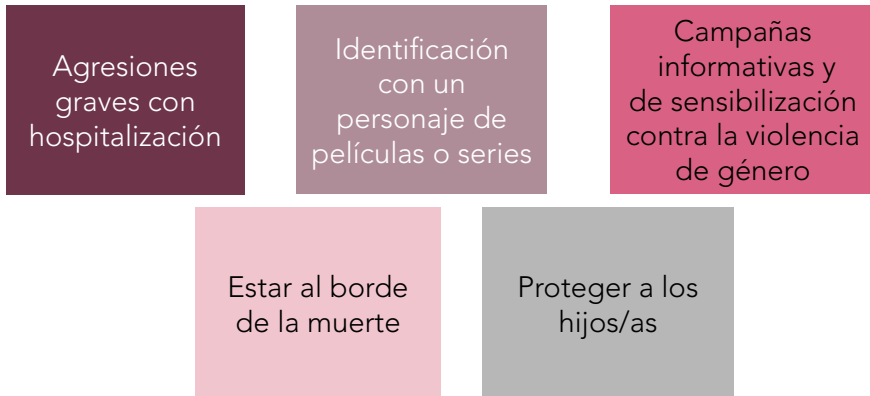 Agresiones
graves con
hospitalización
Identificación
con un
personaje de
películas o series
Campañas
informativas y
de sensibilización
contra la violencia
de género
Estar al borde
de la muerte
Proteger a los
hijos/as